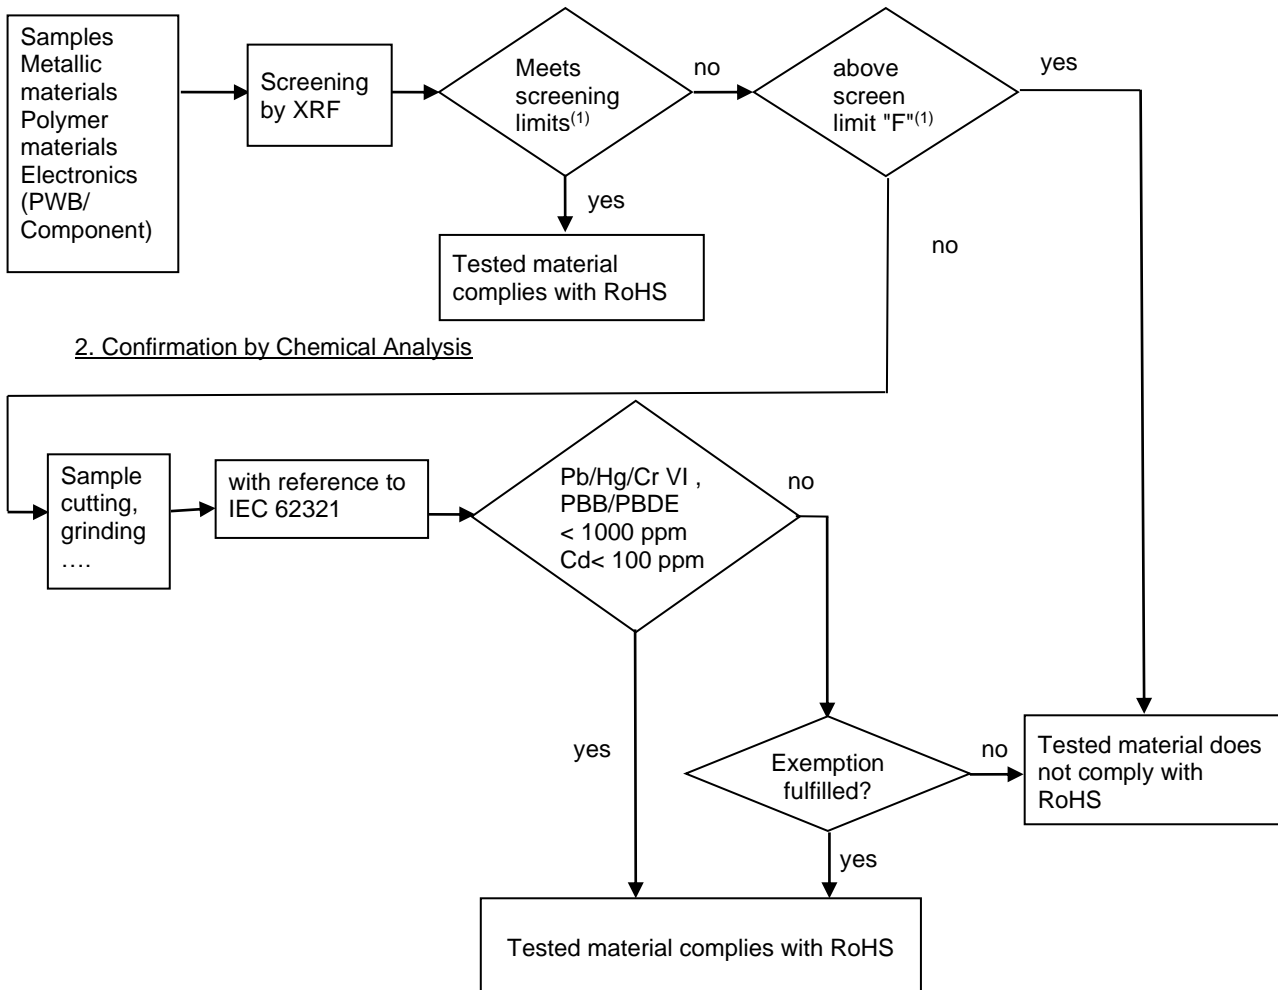 Samples
Metallic
materials
Polymer
materials
Electronics
(PWB/
Component)
Screening
by XRF
Meets
screening
limits(1)
no
above
screen
limit "F"(1)
yes
yes
Tested material
complies with RoHS
no
2. Confirmation by Chemical Analysis
Sample
cutting,
grinding
....
with reference to
IEC 62321
Pb/Hg/Cr VI ,
PBB/PBDE
< 1000 ppm
Cd< 100 ppm
no
yes
Exemption
fulfilled?
no
Tested material does
not comply with
RoHS
yes
Tested material complies with RoHS